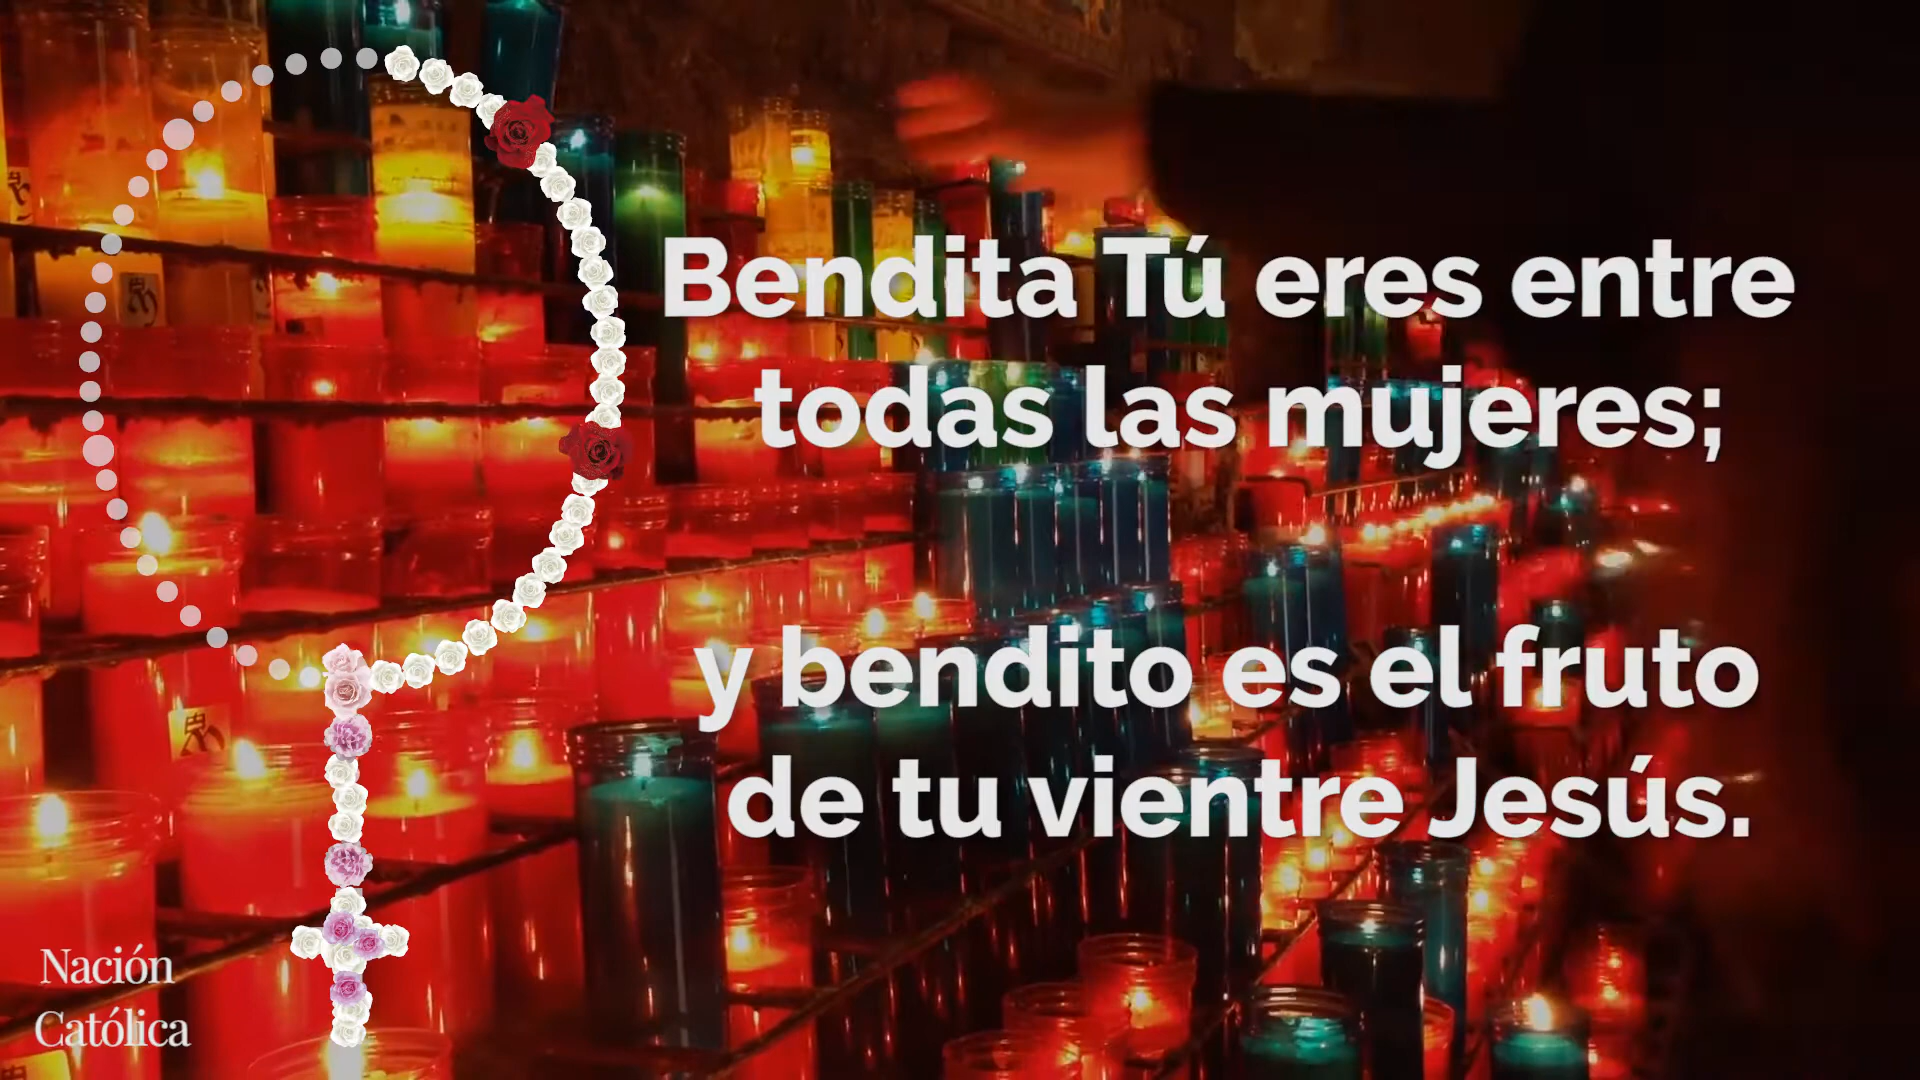 Bendita Tú eres entre
todas las mujeres;
y bendito es el fruto
de tu vientre Jesús.
Nación
Católica